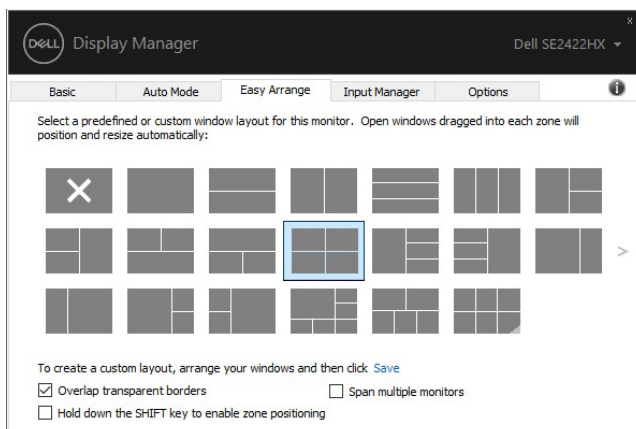 DELL Display Manager
Dell SE2422HX
Basic Auto Mode Easy Arrange Input Manager Options
Select a predefined or custom window layout for this monitor. Open windows dragged into each zone will
position and resize automatically:
To create a custom layout, arrange your windows and then click Save
Overlap transparent borders
Span multiple monitors
Hold down the SHIFT key to enable zone positioning